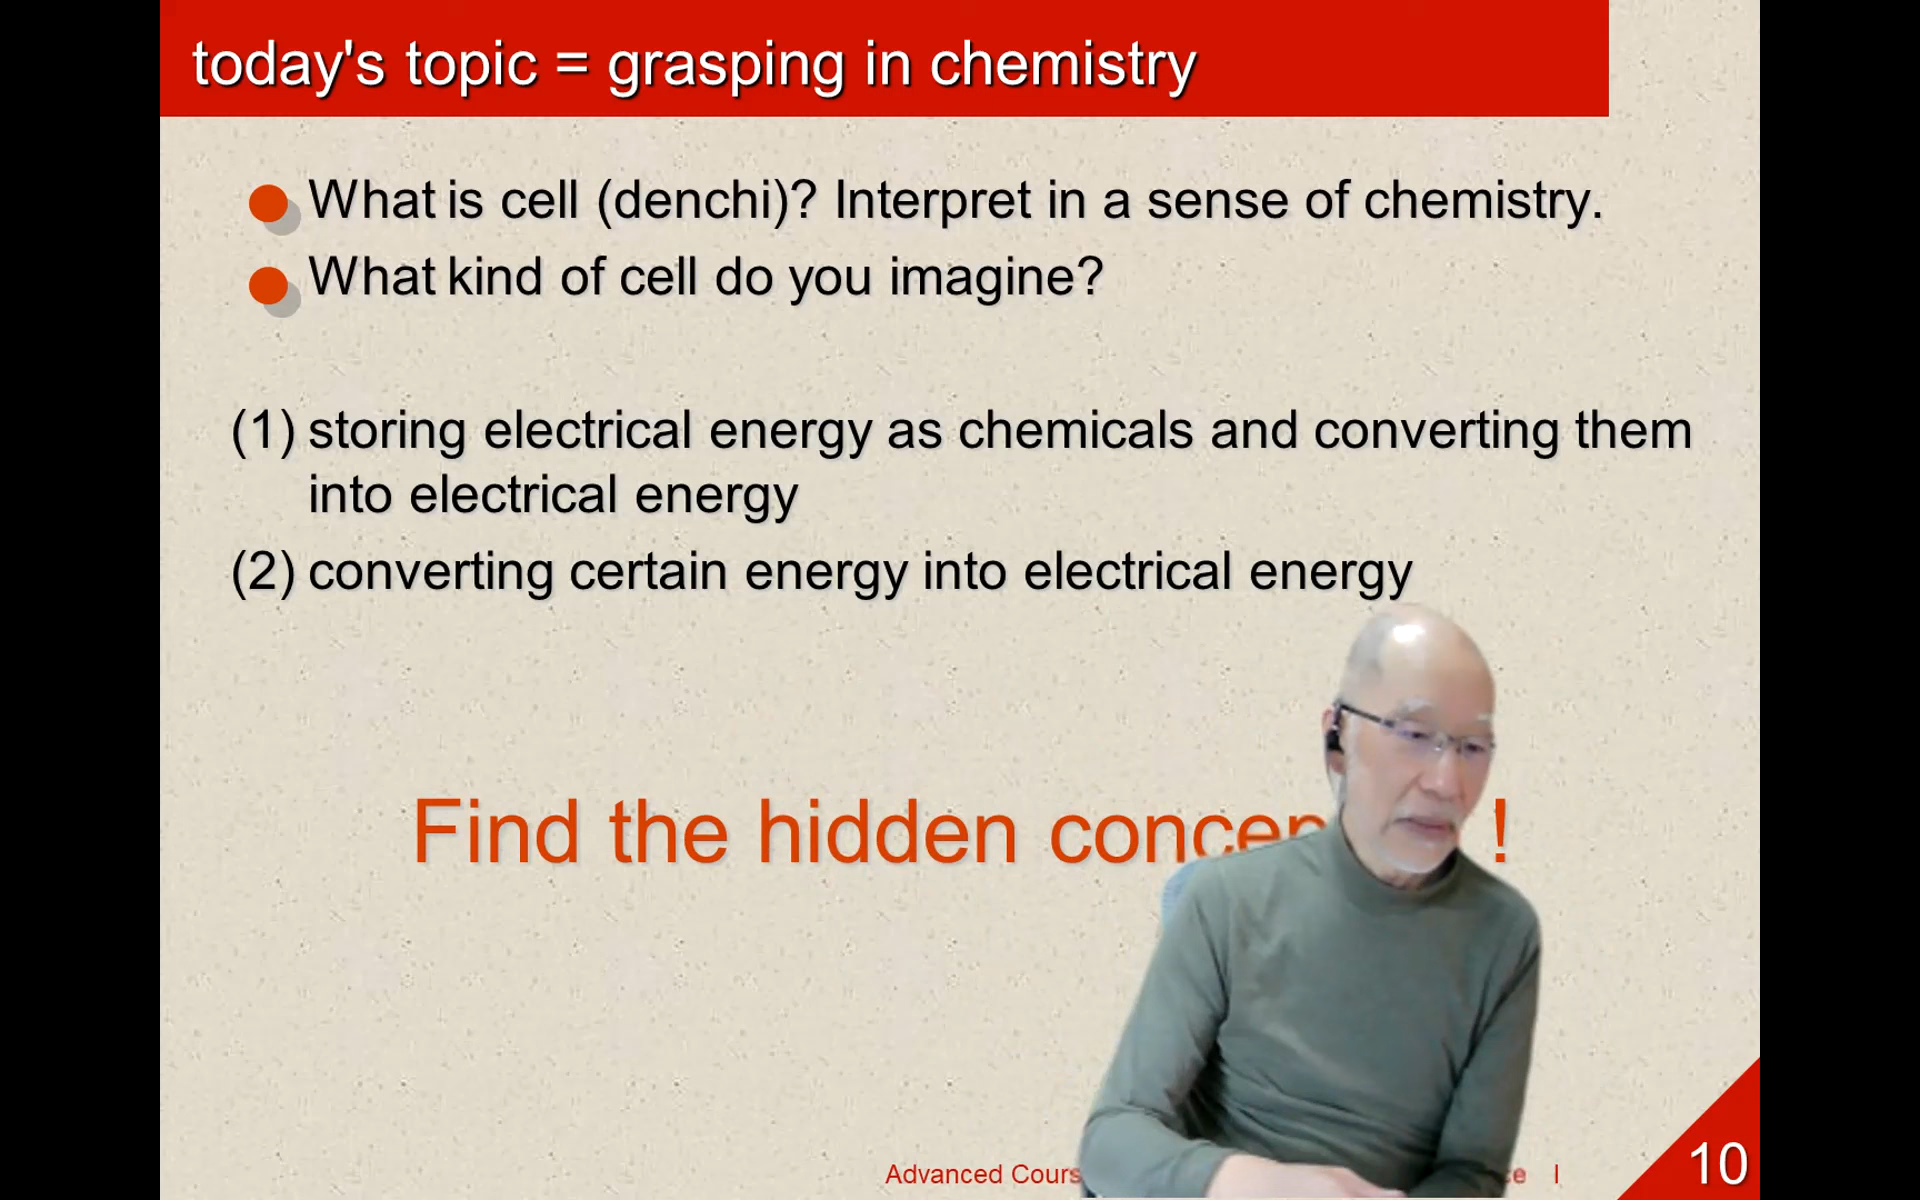 today's topic = grasping in chemistry
What is cell (denchi)? Interpret in a sense of chemistry.
What kind of cell do you imagine?
(1) storing electrical energy as chemicals and converting them
into electrical energy
(2) converting certain energy into electrical energy
Find the hidden !
Advanced I
10